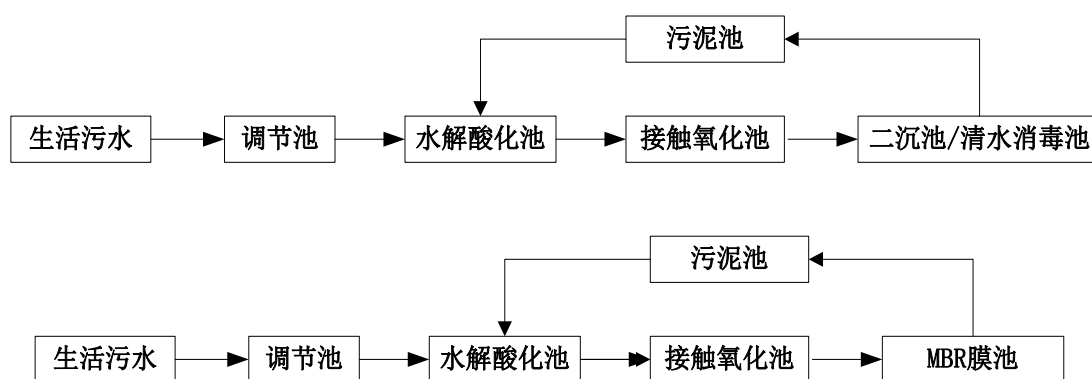 污泥池
生活污水
调节池
水解酸化池
接触氧化池
二沉池/清水消毒池
污泥池
生活污水
调节池
水解酸化池
接触氧化池
MBR膜池